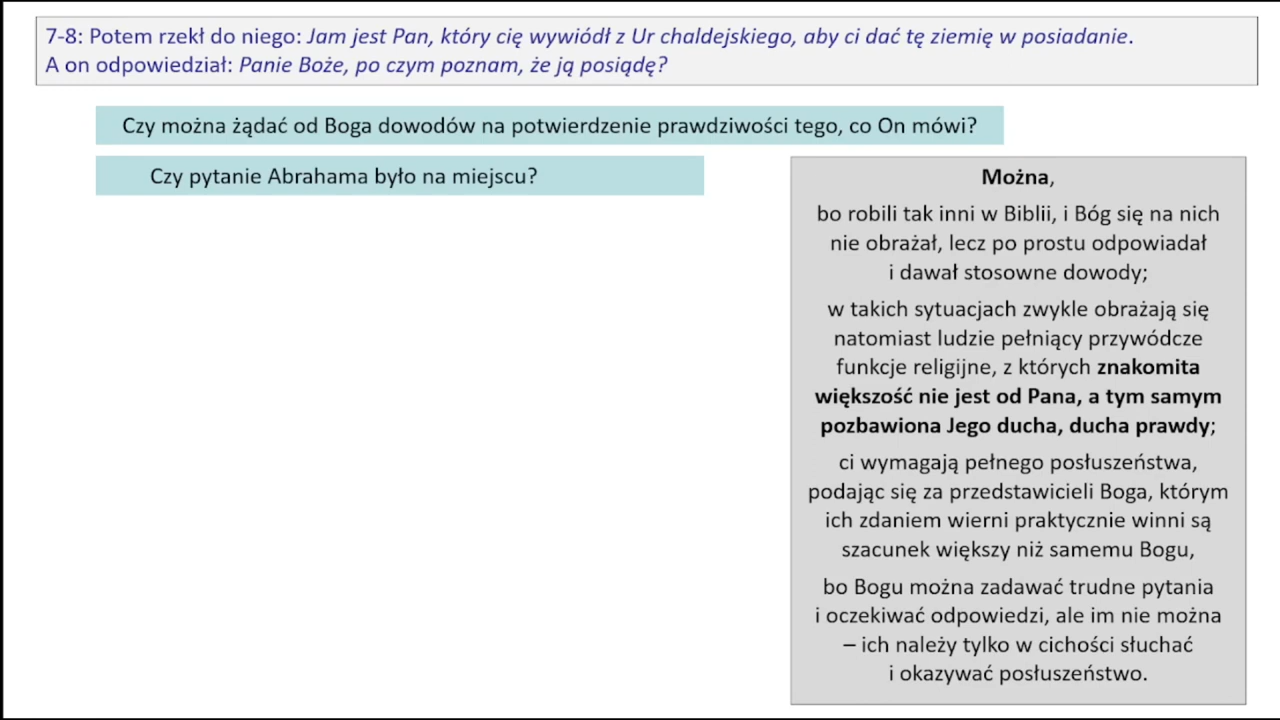 7-8: Potem rzekł do niego: Jam jest Pan, który cię wywiódł z Ur chaldejskiego, aby ci dać tę ziemię w posiadanie.
A on odpowiedział: Panie Boże, po czym poznam, że ją posiądę?
Czy można żądać od Boga dowodów na potwierdzenie prawdziwości tego, co On mówi?
Czy pytanie Abrahama było na miejscu?
Można,
bo robili tak inni w Biblii, i Bóg się na nich
nie obrażał, lecz po prostu odpowiadał
i dawał stosowne dowody;
w takich sytuacjach zwykle obrażają się
natomiast ludzie pełniący przywódcze
funkcje religijne, z których znakomita
większość nie jest od Pana, a tym samym
pozbawiona Jego ducha, ducha prawdy;
ci wymagają pełnego posłuszeństwa,
podając się za przedstawicieli Boga, którym
ich zdaniem wierni praktycznie winni są
szacunek większy niż samemu Bogu,
bo Bogu można zadawać trudne pytania
i oczekiwać odpowiedzi, ale im nie można
– ich należy tylko w cichości słuchać
i okazywać posłuszeństwo.